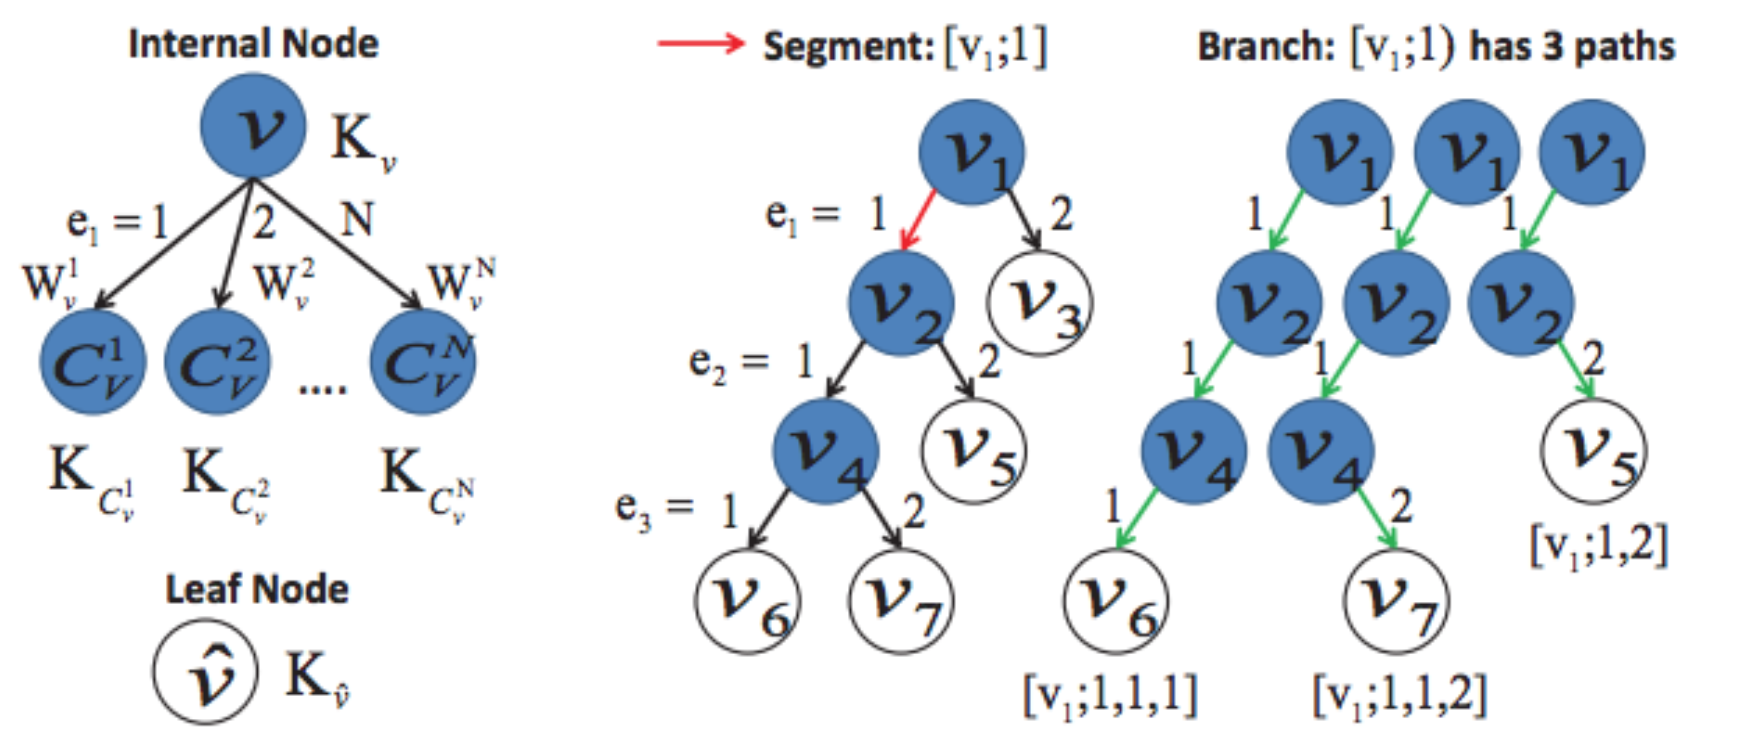 Internal Node
v K_v
e_1 = 1 2 N
W_v^1 W_v^2 W_v^N
C_v^1 C_v^2 .... C_v^N
K_{C_v^1} K_{C_v^2} K_{C_v^N}
Leaf Node
v̂ K_v̂
Segment: [v_1;1]
v_1
e_1 = 1 2
v_2 v_3
e_2 = 1 2
v_4 v_5
e_3 = 1 2
v_6 v_7
Branch: [v_1;1) has 3 paths
v_1 v_1 v_1
1 1 1
v_2 v_2 v_2
1 1 2
v_4 v_4 v_5
1 2 [v_1;1,2]
v_6 v_7
[v_1;1,1,1] [v_1;1,1,2]